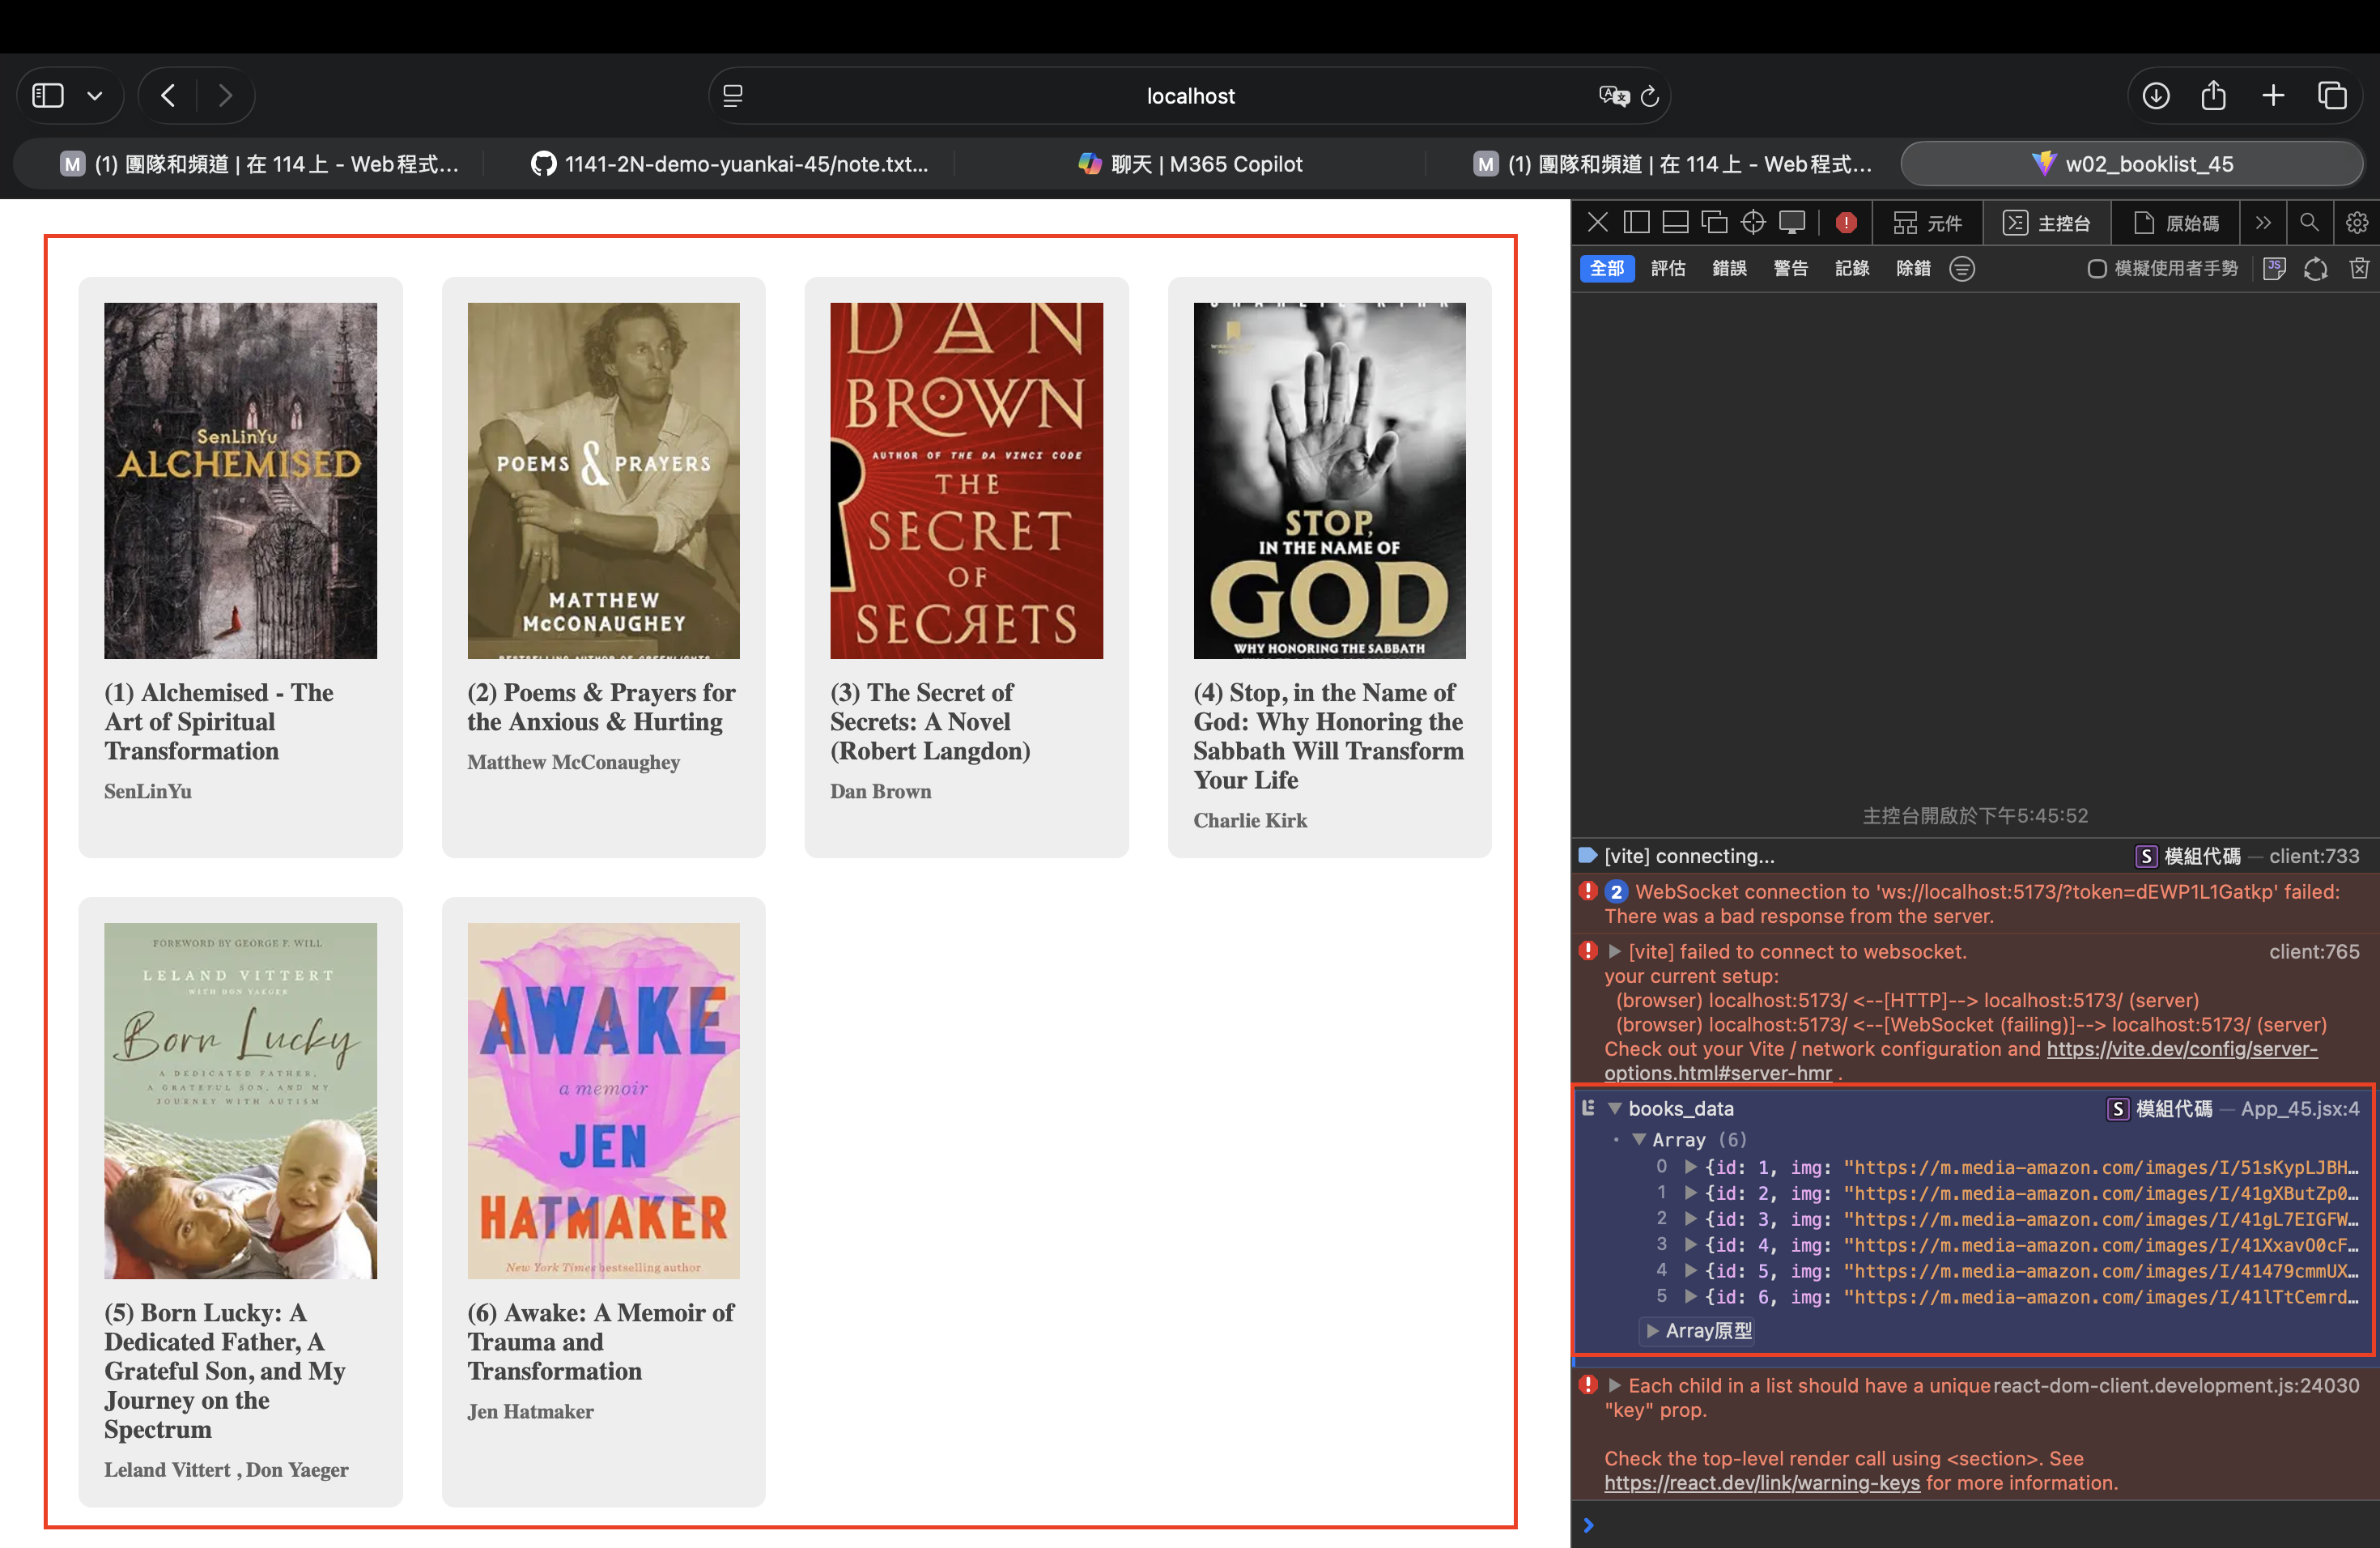 localhost
M (1) 團隊和頻道 | 在 114上 - Web程式...
1141-2N-demo-yuankai-45/note.txt...
聊天 | M365 Copilot
M (1) 團隊和頻道 | 在 114上 - Web程式...
w02_booklist_45
SenLinYu
ALCHEMISED
(1) Alchemised - The
Art of Spiritual
Transformation
SenLinYu
POEMS & PRAYERS
MATTHEW
McCONAUGHEY
BESTSELLING AUTHOR OF GREENLIGHTS
(2) Poems & Prayers for
the Anxious & Hurting
Matthew McConaughey
DAN
BROWN
AUTHOR OF THE DA VINCI CODE
THE
SECRET
OF
SECRETS
(3) The Secret of
Secrets: A Novel
(Robert Langdon)
Dan Brown
STOP,
IN THE NAME OF
GOD
WHY HONORING THE SABBATH
(4) Stop, in the Name of
God: Why Honoring the
Sabbath Will Transform
Your Life
Charlie Kirk
FOREWORD BY GEORGE F. WILL
LELAND VITTERT
WITH DON YAEGER
Born Lucky
A DEDICATED FATHER,
A GRATEFUL SON, AND MY
JOURNEY WITH AUTISM
(5) Born Lucky: A
Dedicated Father, A
Grateful Son, and My
Journey on the
Spectrum
Leland Vittert , Don Yaeger
AWAKE
a memoir
JEN
HATMAKER
New York Times bestselling author
(6) Awake: A Memoir of
Trauma and
Transformation
Jen Hatmaker
元件
主控台
原始碼
全部 評估 錯誤 警告 記錄 除錯
模擬使用者手勢
主控台開啟於下午5:45:52
[vite] connecting... S 模組代碼 — client:733
2 WebSocket connection to 'ws://localhost:5173/?token=dEWP1L1Gatkp' failed:
There was a bad response from the server.
[vite] failed to connect to websocket. client:765
your current setup:
(browser) localhost:5173/ <--[HTTP]--> localhost:5173/ (server)
(browser) localhost:5173/ <--[WebSocket (failing)]--> localhost:5173/ (server)
Check out your Vite / network configuration and https://vite.dev/config/server-
options.html#server-hmr .
books_data S 模組代碼 — App_45.jsx:4
Array (6)
0 {id: 1, img: "https://m.media-amazon.com/images/I/51sKypLJBH…
1 {id: 2, img: "https://m.media-amazon.com/images/I/41gXButZp0…
2 {id: 3, img: "https://m.media-amazon.com/images/I/41gL7EIGFW…
3 {id: 4, img: "https://m.media-amazon.com/images/I/41XxavO0cF…
4 {id: 5, img: "https://m.media-amazon.com/images/I/41479cmmUX…
5 {id: 6, img: "https://m.media-amazon.com/images/I/41lTtCemrd…
Array原型
Each child in a list should have a unique react-dom-client.development.js:24030
"key" prop.
Check the top-level render call using <section>. See
https://react.dev/link/warning-keys for more information.